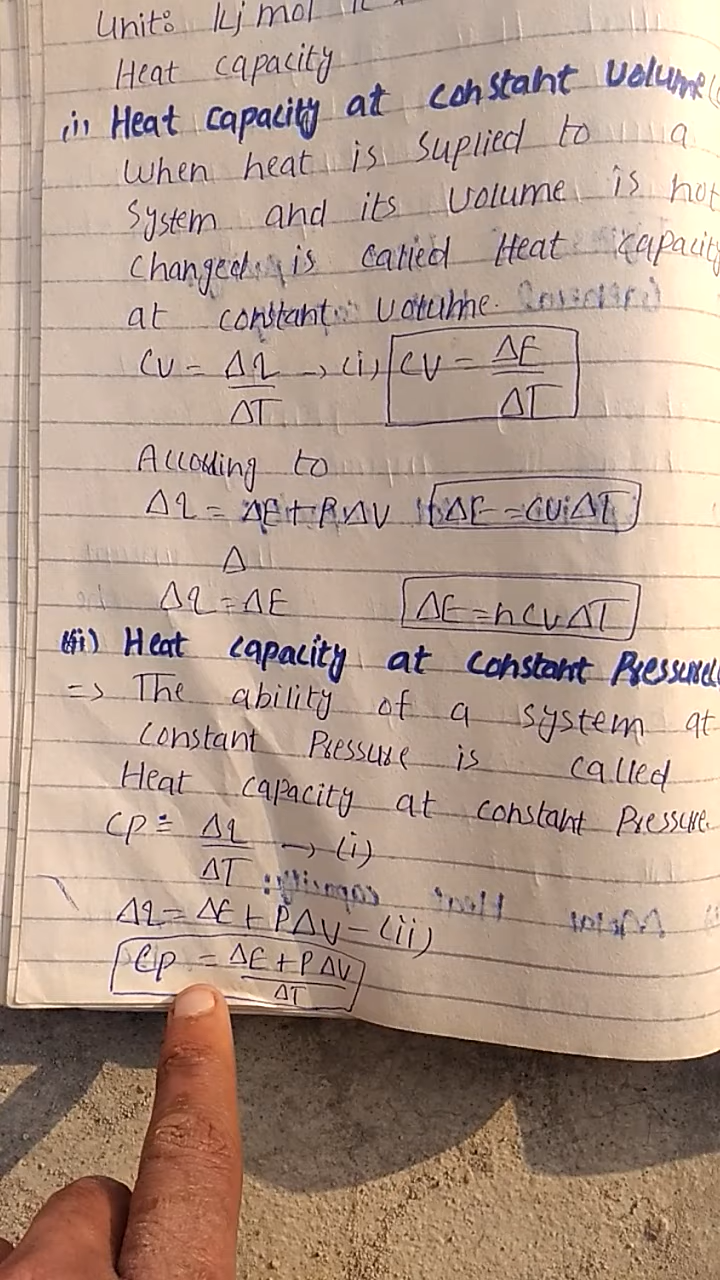 Unit: kj mol
Heat capacity
(i) Heat capacity at constant volume (
When heat is suplied to a
System and its volume is not
changed is called Heat capacity
at constant volume.
CV = Δq/ΔT → (i) CV = ΔE/ΔT
According to
Δq = ΔE + PΔV ΔE = CVΔT
Δ
Δq = ΔE ΔE = nCVΔT
(ii) Heat capacity at constant Pressure(
=> The ability of a system at
constant Pressure is called
Heat capacity at constant Pressure.
CP = Δq/ΔT → (i)
Δq = ΔE + PΔV - (ii)
CP = ΔE + PΔV/ΔT